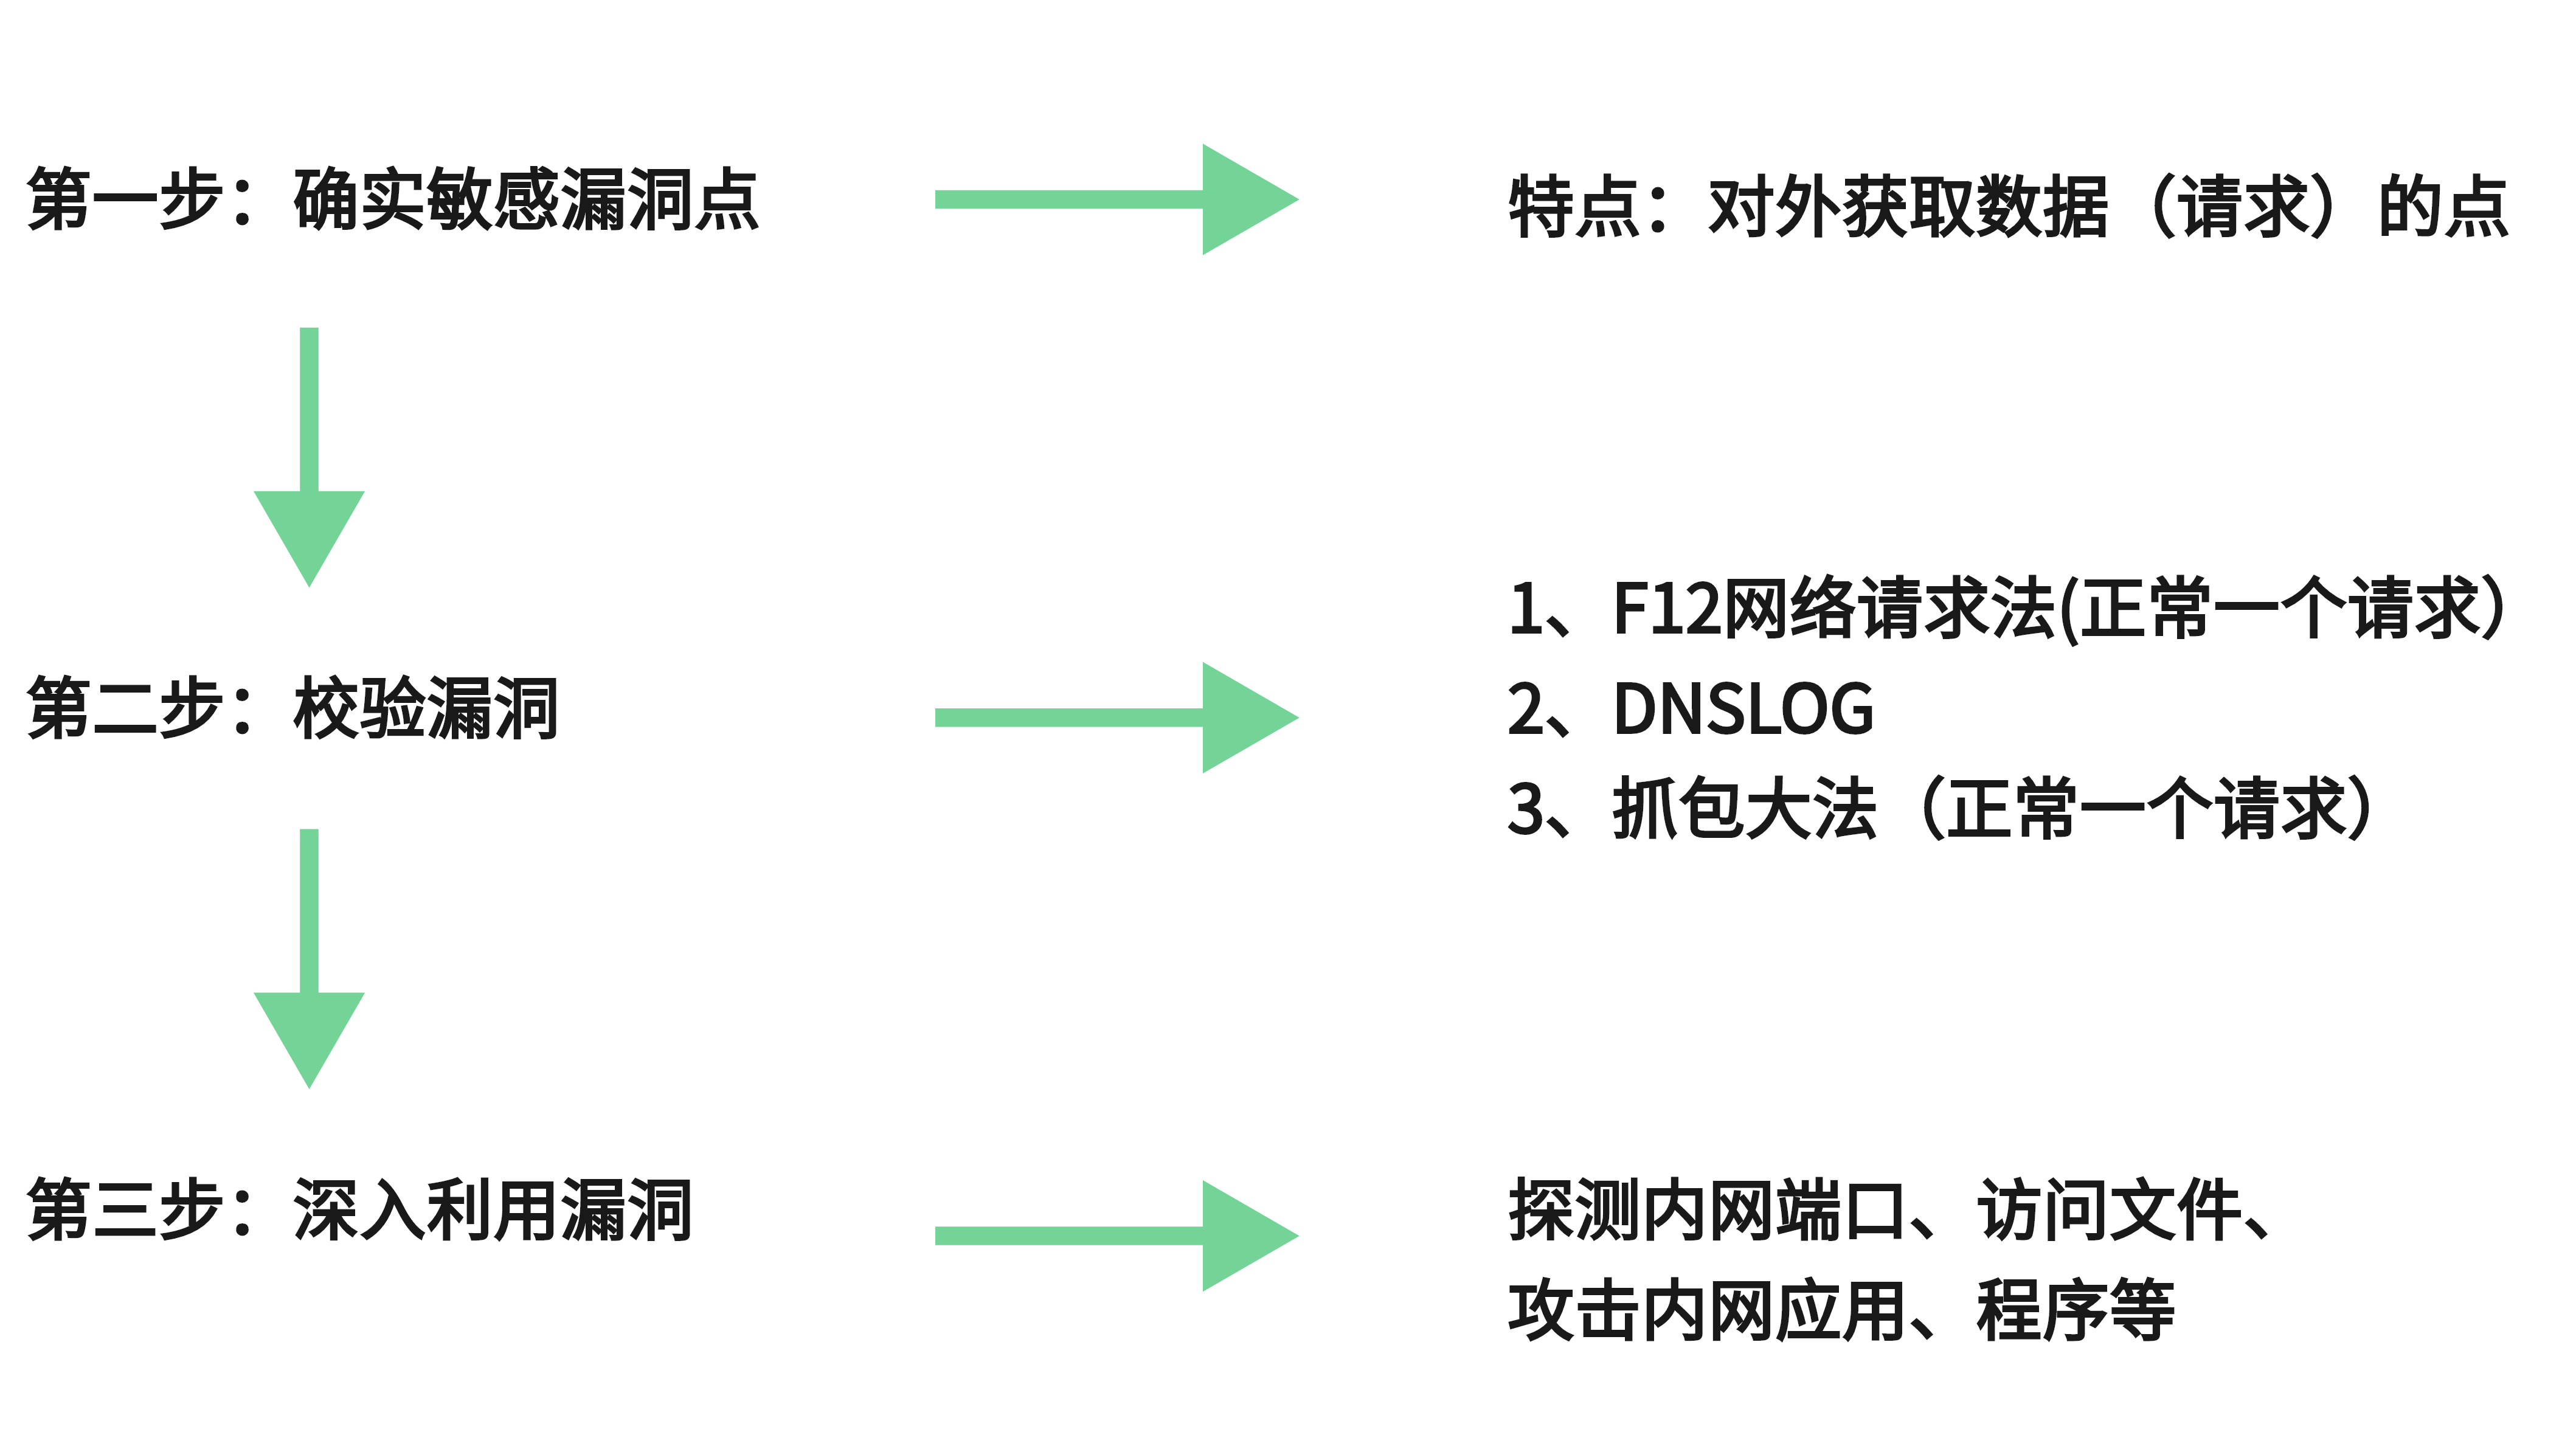 第一步：确实敏感漏洞点
特点：对外获取数据（请求）的点
第二步：校验漏洞
1、F12网络请求法(正常一个请求）
2、DNSLOG
3、抓包大法（正常一个请求）
第三步：深入利用漏洞
探测内网端口、访问文件、
攻击内网应用、程序等